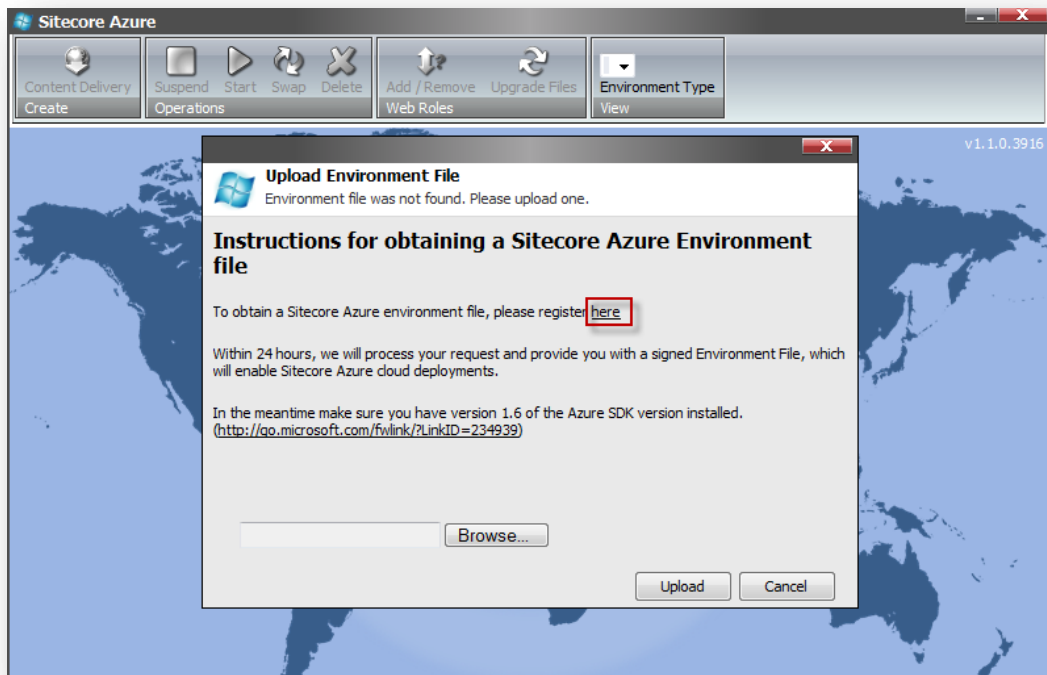 Sitecore Azure
Content Delivery
Create
Suspend Start Swap Delete
Operations
Add / Remove Upgrade Files
Web Roles
Environment Type
View
v1.1.0.3916
Upload Environment File
Environment file was not found. Please upload one.
Instructions for obtaining a Sitecore Azure Environment
file
To obtain a Sitecore Azure environment file, please register here
Within 24 hours, we will process your request and provide you with a signed Environment File, which
will enable Sitecore Azure cloud deployments.
In the meantime make sure you have version 1.6 of the Azure SDK version installed.
(http://go.microsoft.com/fwlink/?LinkID=234939)
Browse...
Upload Cancel